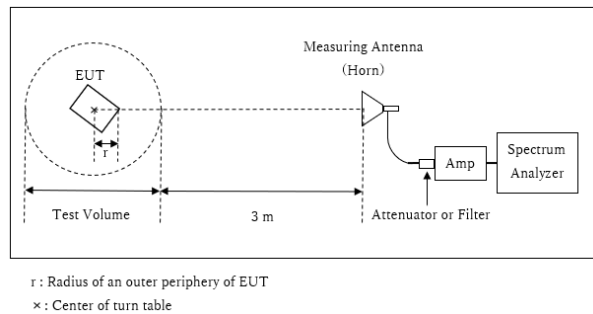 Measuring Antenna
(Horn)
EUT
r
Amp
Spectrum
Analyzer
Test Volume
3 m
Attenuator or Filter
r : Radius of an outer periphery of EUT
× : Center of turn table